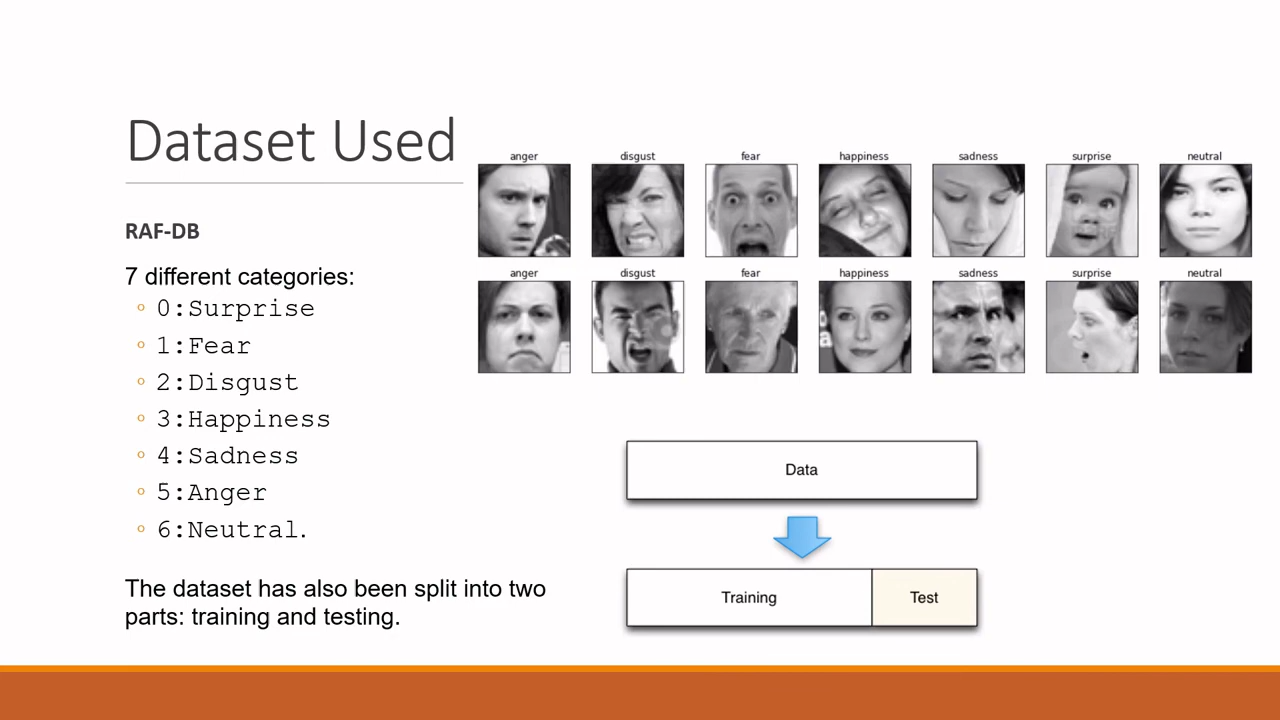 Dataset Used
RAF-DB
7 different categories:
0:Surprise
1:Fear
2:Disgust
3:Happiness
4:Sadness
5:Anger
6:Neutral.
The dataset has also been split into two
parts: training and testing.
anger disgust fear happiness sadness surprise neutral
anger disgust fear happiness sadness surprise neutral
Data
Training Test